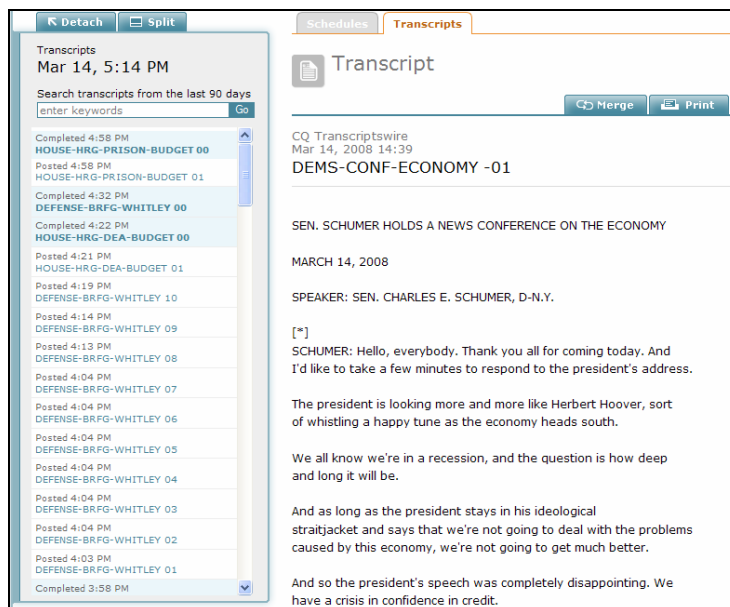 Detach
Split
Transcripts
Mar 14, 5:14 PM
Search transcripts from the last 90 days
enter keywords
Go
Completed 4:58 PM
HOUSE-HRG-PRISON-BUDGET 00
Posted 4:58 PM
HOUSE-HRG-PRISON-BUDGET 01
Completed 4:32 PM
DEFENSE-BRFG-WHITLEY 00
Completed 4:22 PM
HOUSE-HRG-DEA-BUDGET 00
Posted 4:21 PM
HOUSE-HRG-DEA-BUDGET 01
Posted 4:19 PM
DEFENSE-BRFG-WHITLEY 10
Posted 4:14 PM
DEFENSE-BRFG-WHITLEY 09
Posted 4:13 PM
DEFENSE-BRFG-WHITLEY 08
Posted 4:04 PM
DEFENSE-BRFG-WHITLEY 07
Posted 4:04 PM
DEFENSE-BRFG-WHITLEY 06
Posted 4:04 PM
DEFENSE-BRFG-WHITLEY 05
Posted 4:04 PM
DEFENSE-BRFG-WHITLEY 04
Posted 4:04 PM
DEFENSE-BRFG-WHITLEY 03
Posted 4:04 PM
DEFENSE-BRFG-WHITLEY 02
Posted 4:03 PM
DEFENSE-BRFG-WHITLEY 01
Completed 3:58 PM
Schedules
Transcripts
Transcript
Merge
Print
CQ Transcriptswire
Mar 14, 2008 14:39
DEMS-CONF-ECONOMY -01
SEN. SCHUMER HOLDS A NEWS CONFERENCE ON THE ECONOMY
MARCH 14, 2008
SPEAKER: SEN. CHARLES E. SCHUMER, D-N.Y.
[*]
SCHUMER: Hello, everybody. Thank you all for coming today. And
I'd like to take a few minutes to respond to the president's address.
The president is looking more and more like Herbert Hoover, sort
of whistling a happy tune as the economy heads south.
We all know we're in a recession, and the question is how deep
and long it will be.
And as long as the president stays in his ideological
straitjacket and says that we're not going to deal with the problems
caused by this economy, we're not going to get much better.
And so the president's speech was completely disappointing. We
have a crisis in confidence in credit.